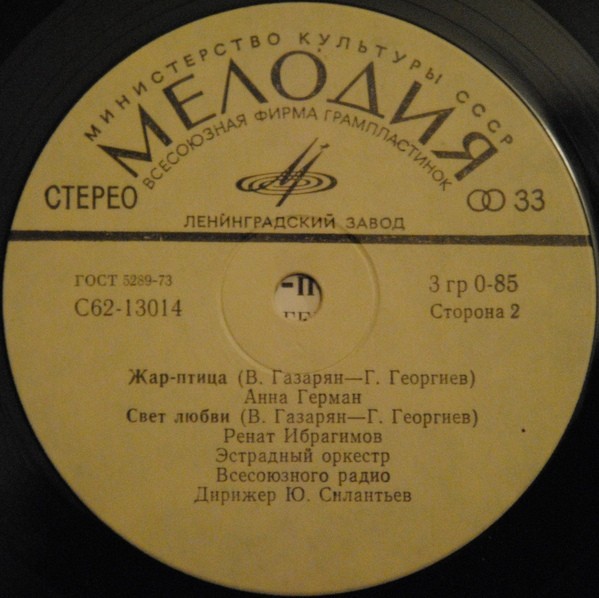 МИНИСТЕРСТВО КУЛЬТУРЫ СССР
МЕЛОДИЯ
ВСЕСОЮЗНАЯ ФИРМА ГРАМПЛАСТИНОК
СТЕРЕО
33
ЛЕНИНГРАДСКИЙ ЗАВОД
ГОСТ 5289-73
3 гр 0-85
С62-13014
Сторона 2
Жар-птица (В. Газарян—Г. Георгиев)
Анна Герман
Свет любви (В. Газарян—Г. Георгиев)
Ренат Ибрагимов
Эстрадный оркестр
Всесоюзного радио
Дирижер Ю. Силантьев